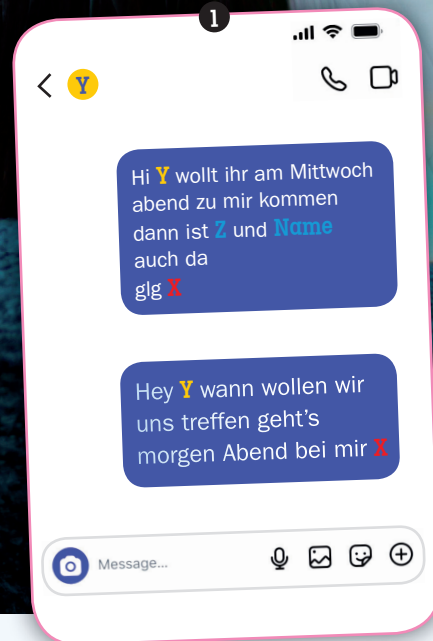 1
Y
Hi Y wollt ihr am Mittwoch
abend zu mir kommen
dann ist Z und Name
auch da
glg X
Hey Y wann wollen wir
uns treffen geht's
morgen Abend bei mir X
Message...